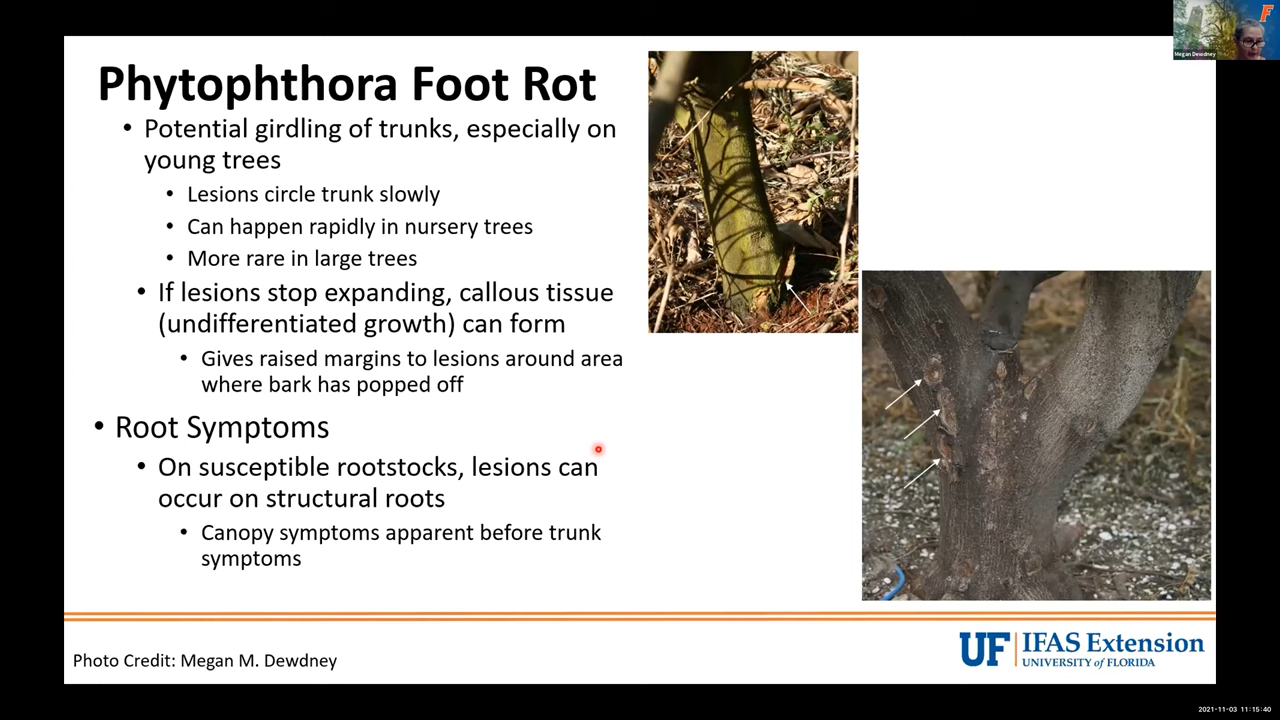 Phytophthora Foot Rot
• Potential girdling of trunks, especially on
young trees
• Lesions circle trunk slowly
• Can happen rapidly in nursery trees
• More rare in large trees
• If lesions stop expanding, callous tissue
(undifferentiated growth) can form
• Gives raised margins to lesions around area
where bark has popped off
• Root Symptoms
• On susceptible rootstocks, lesions can
occur on structural roots
• Canopy symptoms apparent before trunk
symptoms
Photo Credit: Megan M. Dewdney
UF IFAS Extension
UNIVERSITY of FLORIDA
F
Megan Dewdney
2021-11-03 11:15:40